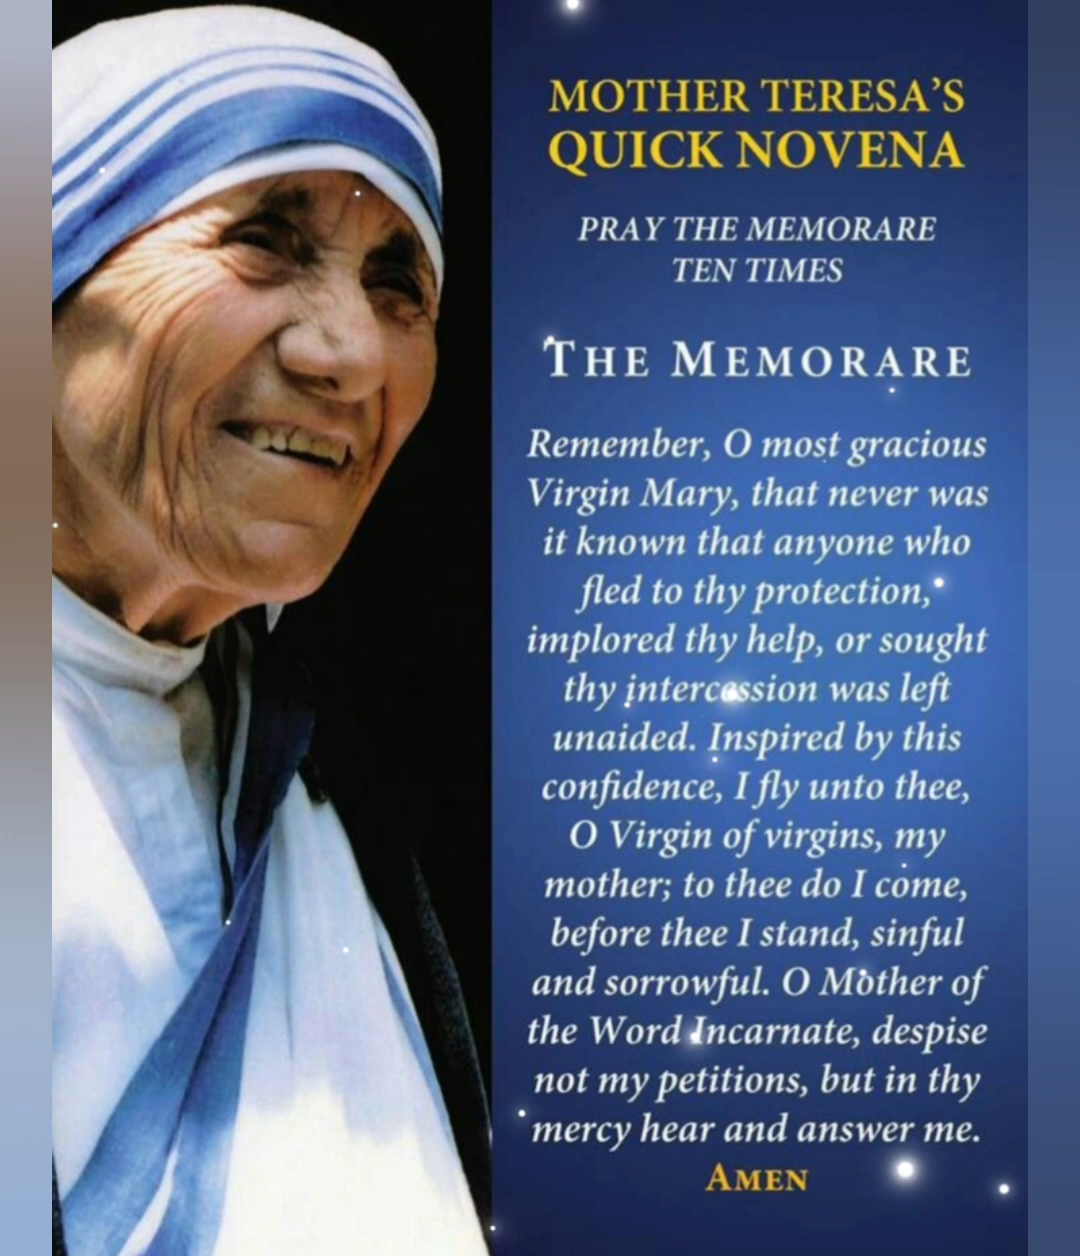 MOTHER TERESA'S
QUICK NOVENA
PRAY THE MEMORARE
TEN TIMES
THE MEMORARE
Remember, O most gracious
Virgin Mary, that never was
it known that anyone who
fled to thy protection,
implored thy help, or sought
thy intercession was left
unaided. Inspired by this
confidence, I fly unto thee,
O Virgin of virgins, my
mother; to thee do I come,
before thee I stand, sinful
and sorrowful. O Mother of
the Word Incarnate, despise
not my petitions, but in thy
mercy hear and answer me.
AMEN